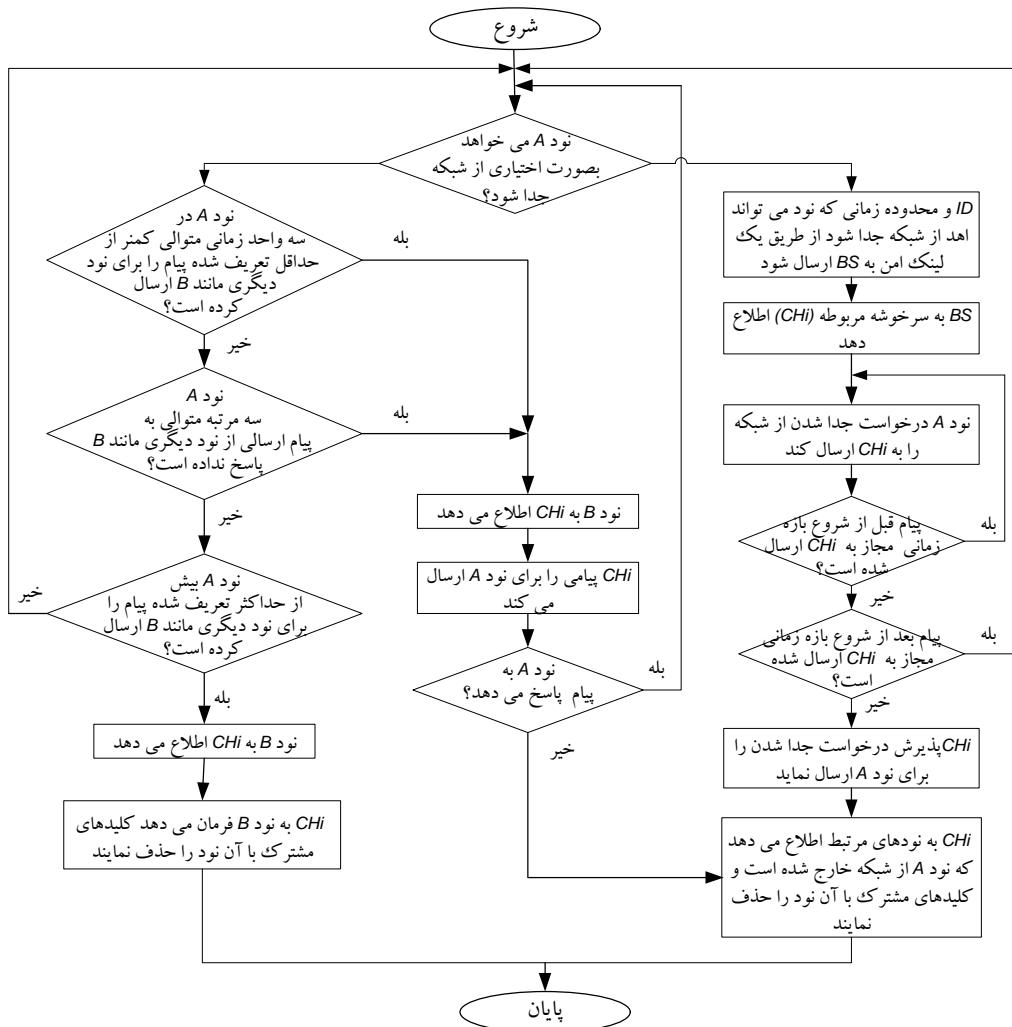 شروع
نود A می خواهد
بصورت اختیاری از شبکه
جدا شود؟
نود A در
سه واحد زمانی متوالی کمتر از
حداقل تعریف شده پیام را برای نود
دیگری مانند B ارسال
کرده است؟
بله
خیر
نود A
سه مرتبه متوالی به
پیام ارسالی از نود دیگری مانند B
پاسخ نداده است؟
بله
خیر
نود A بیش
از حداکثر تعریف شده پیام را
برای نود دیگری مانند B ارسال
کرده است؟
خیر
بله
نود B به CHi اطلاع می دهد
CHi به نود B فرمان می دهد کلیدهای
مشترک با آن نود را حذف نمایند
نود B به CHi اطلاع می دهد
CHi پیامی را برای نود A ارسال
می کند
نود A به
پیام پاسخ می دهد؟
بله
خیر
ID و محدوده زمانی که نود می تواند
اهد از شبکه جدا شود از طریق یک
لینک امن به BS ارسال شود
BS به سرخوشه مربوطه (CHi) اطلاع
دهد
نود A درخواست جدا شدن از شبکه
را به CHi ارسال کند
پیام قبل از شروع بازه
زمانی مجاز به CHi ارسال
شده است؟
بله
خیر
پیام بعد از شروع بازه زمانی
مجاز به CHi ارسال شده
است؟
بله
خیر
CHi پذیرش درخواست جدا شدن را
برای نود A ارسال نماید
CHi به نودهای مرتبط اطلاع می دهد
که نود A از شبکه خارج شده است و
کلیدهای مشترک با آن نود را حذف
نمایند
پایان